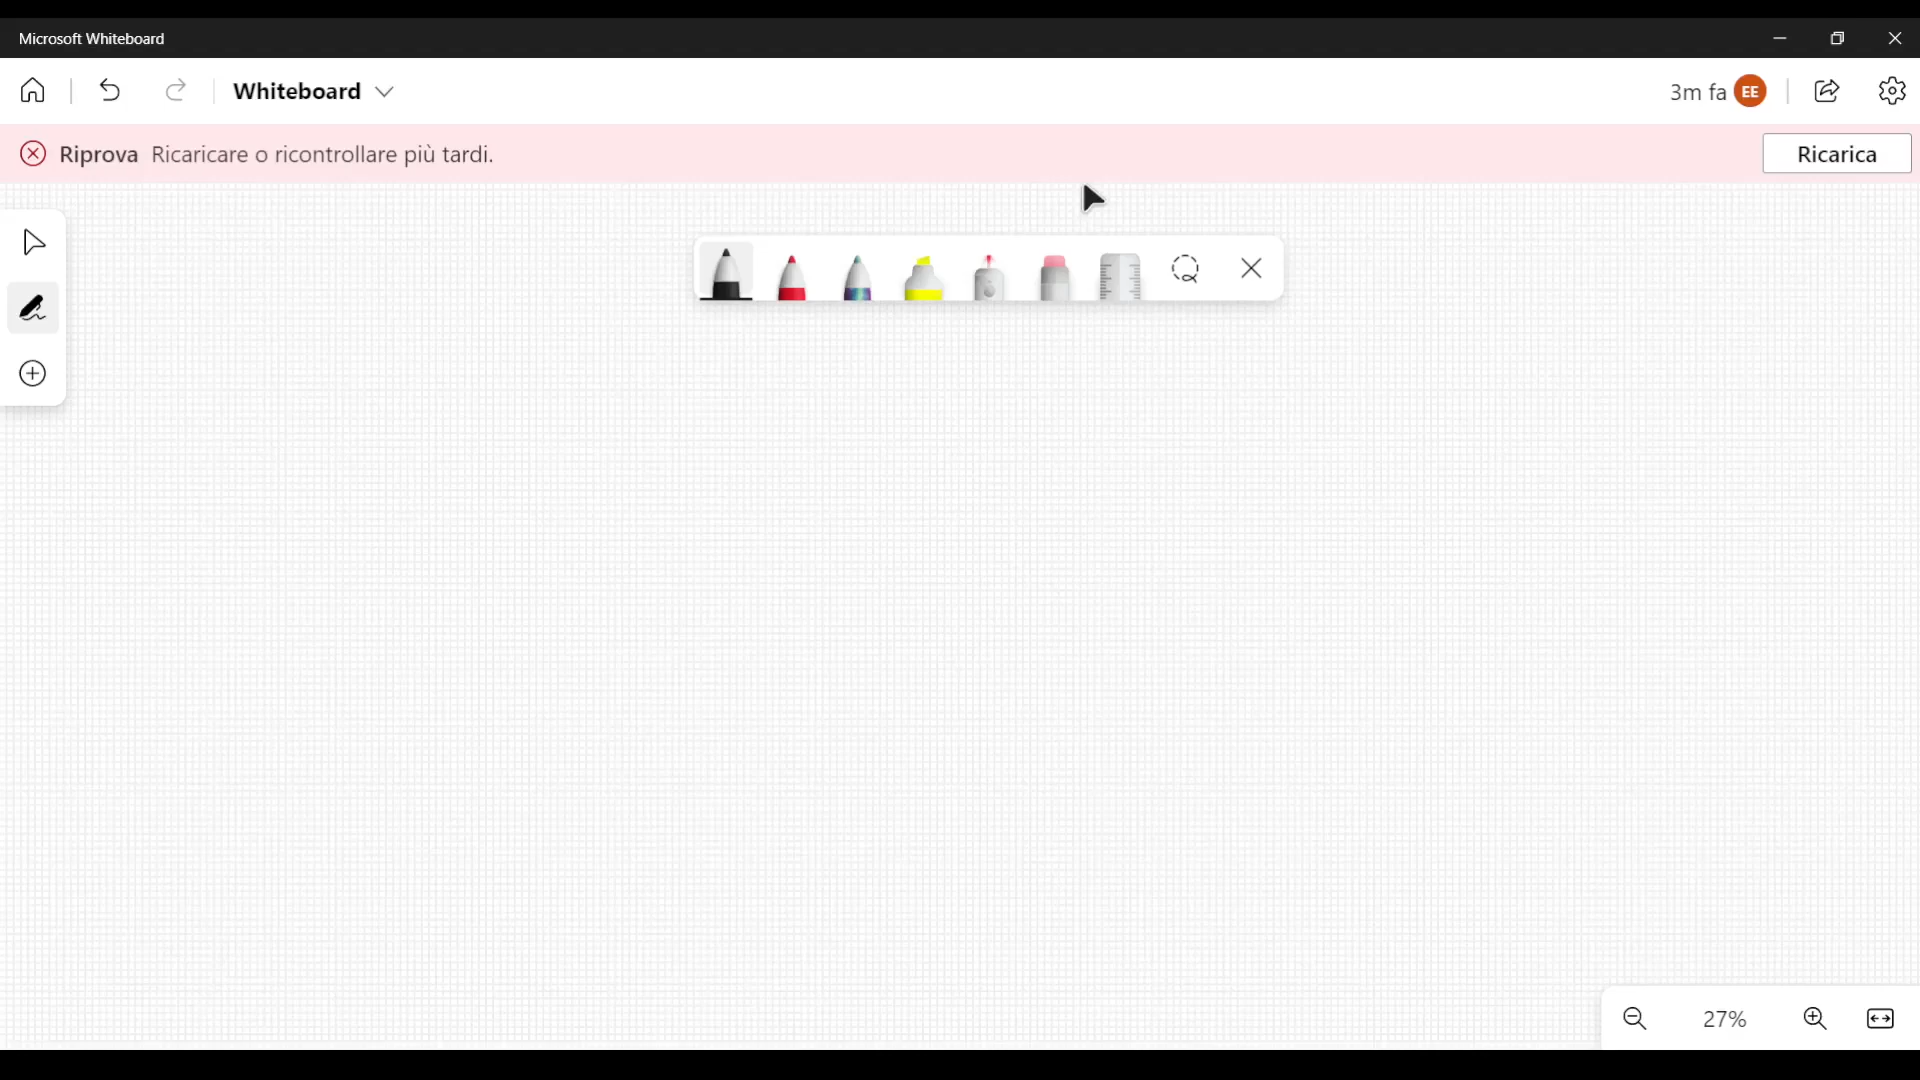 Microsoft Whiteboard
Whiteboard
3m fa EE
Riprova Ricaricare o ricontrollare più tardi.
Ricarica
27%